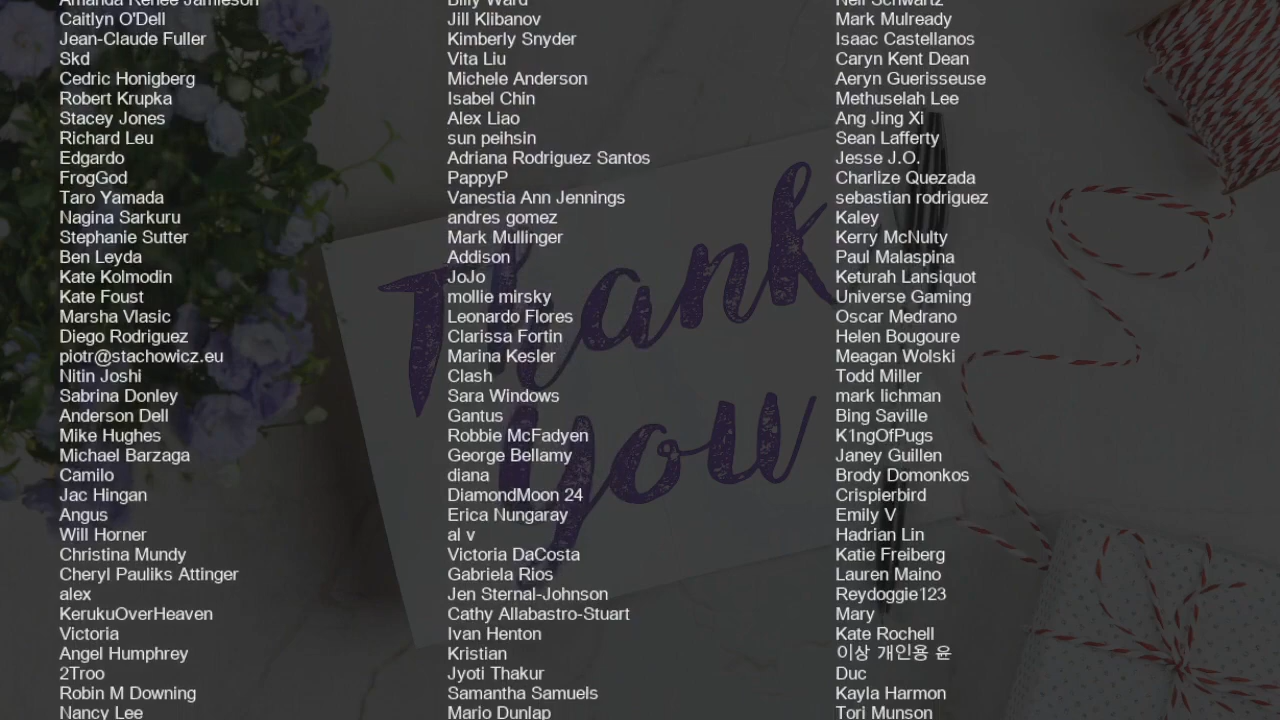 Amanda Renee Jamieson
Caitlyn O'Dell
Jean-Claude Fuller
Skd
Cedric Honigberg
Robert Krupka
Stacey Jones
Richard Leu
Edgardo
FrogGod
Taro Yamada
Nagina Sarkuru
Stephanie Sutter
Ben Leyda
Kate Kolmodin
Kate Foust
Marsha Vlasic
Diego Rodriguez
piotr@stachowicz.eu
Nitin Joshi
Sabrina Donley
Anderson Dell
Mike Hughes
Michael Barzaga
Camilo
Jac Hingan
Angus
Will Horner
Christina Mundy
Cheryl Pauliks Attinger
alex
KerukuOverHeaven
Victoria
Angel Humphrey
2Troo
Robin M Downing
Nancy Lee
Billy Ward
Jill Klibanov
Kimberly Snyder
Vita Liu
Michele Anderson
Isabel Chin
Alex Liao
sun peihsin
Adriana Rodriguez Santos
PappyP
Vanestia Ann Jennings
andres gomez
Mark Mullinger
Addison
JoJo
mollie mirsky
Leonardo Flores
Clarissa Fortin
Marina Kesler
Clash
Sara Windows
Gantus
Robbie McFadyen
George Bellamy
diana
DiamondMoon 24
Erica Nungaray
al v
Victoria DaCosta
Gabriela Rios
Jen Sternal-Johnson
Cathy Allabastro-Stuart
Ivan Henton
Kristian
Jyoti Thakur
Samantha Samuels
Mario Dunlap
Neil Schwartz
Mark Mulready
Isaac Castellanos
Caryn Kent Dean
Aeryn Guerisseuse
Methuselah Lee
Ang Jing Xi
Sean Lafferty
Jesse J.O.
Charlize Quezada
sebastian rodriguez
Kaley
Kerry McNulty
Paul Malaspina
Keturah Lansiquot
Universe Gaming
Oscar Medrano
Helen Bougoure
Meagan Wolski
Todd Miller
mark lichman
Bing Saville
K1ngOfPugs
Janey Guillen
Brody Domonkos
Crispierbird
Emily V
Hadrian Lin
Katie Freiberg
Lauren Maino
Reydoggie123
Mary
Kate Rochell
이상 개인용 윤
Duc
Kayla Harmon
Tori Munson
Thank
you